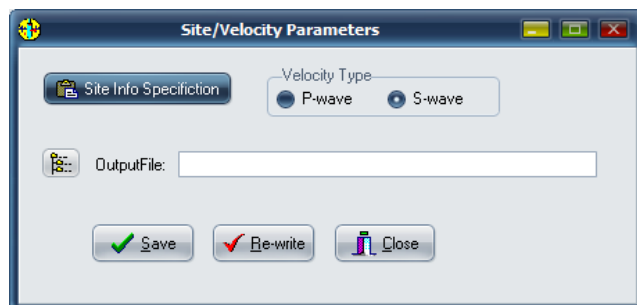 Site/Velocity Parameters
Site Info Specifiction
Velocity Type
P-wave
S-wave
OutputFile:
Save
Re-write
Close